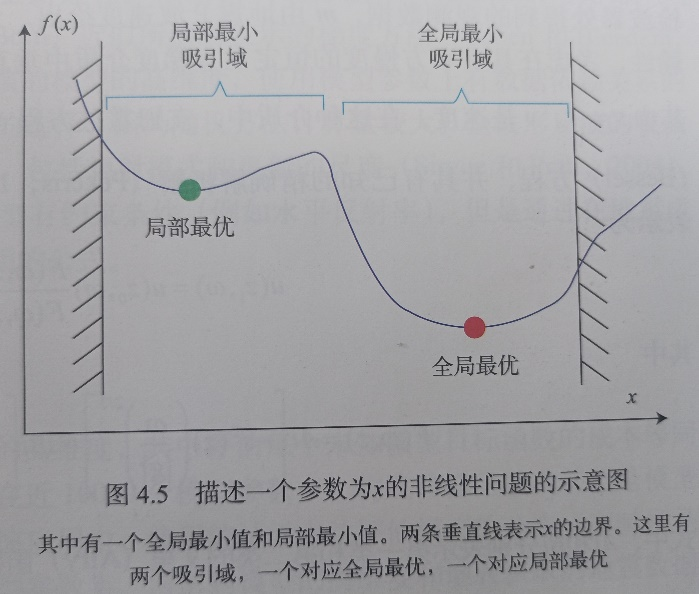 f(x)
局部最小
吸引域
全局最小
吸引域
局部最优
全局最优
x
图 4.5 描述一个参数为x的非线性问题的示意图
其中有一个全局最小值和局部最小值。两条垂直线表示x的边界。这里有
两个吸引域，一个对应全局最优，一个对应局部最优